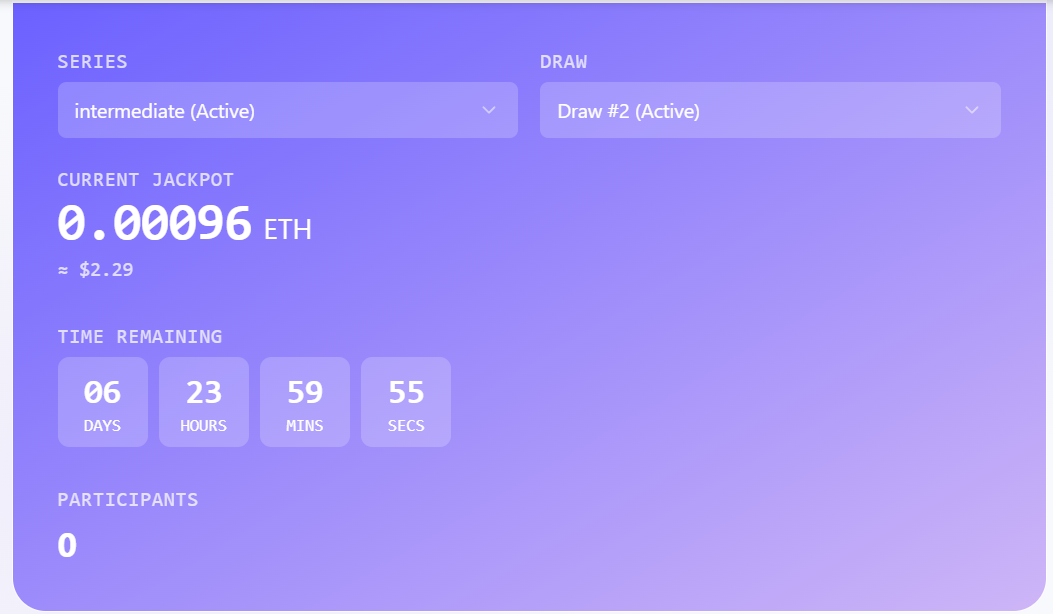 SERIES
intermediate (Active)
DRAW
Draw #2 (Active)
CURRENT JACKPOT
0.00096 ETH
≈ $2.29
TIME REMAINING
06 23 59 55
DAYS HOURS MINS SECS
PARTICIPANTS
0